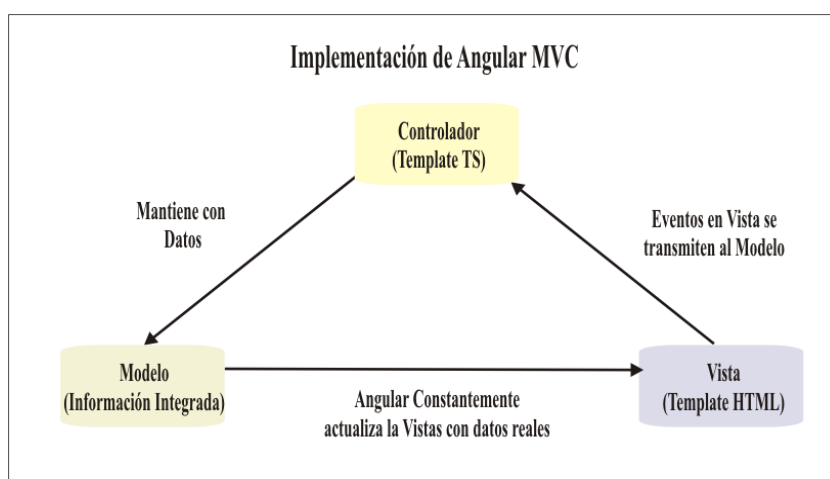 Implementación de Angular MVC
Controlador
(Template TS)
Mantiene con
Datos
Eventos en Vista se
transmiten al Modelo
Modelo
(Información Integrada)
Vista
(Template HTML)
Angular Constantemente
actualiza la Vistas con datos reales